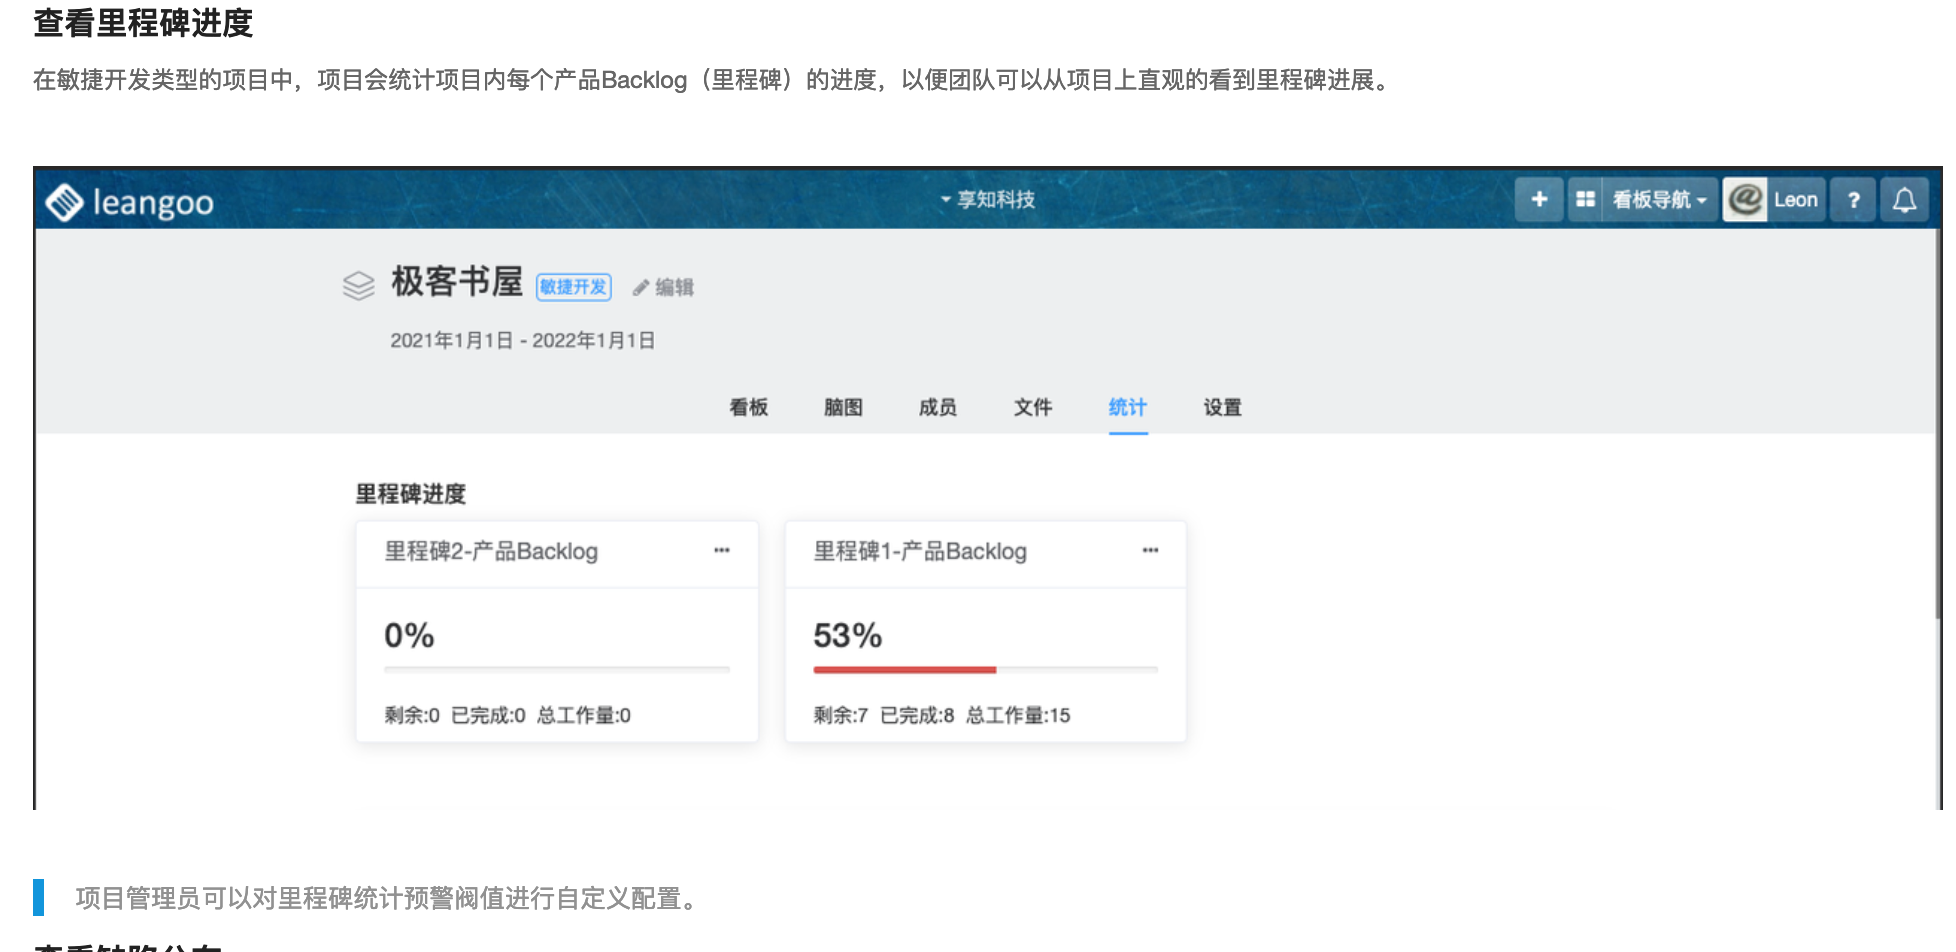 查看里程碑进度
在敏捷开发类型的项目中，项目会统计项目内每个产品Backlog（里程碑）的进度，以便团队可以从项目上直观的看到里程碑进展。
leangoo 享知科技 + 看板导航 @ Leon ?
极客书屋 敏捷开发 编辑
2021年1月1日 - 2022年1月1日
看板 脑图 成员 文件 统计 设置
里程碑进度
里程碑2-产品Backlog ··· 里程碑1-产品Backlog ···
0% 53%
剩余:0 已完成:0 总工作量:0 剩余:7 已完成:8 总工作量:15
项目管理员可以对里程碑统计预警阀值进行自定义配置。
查看缺陷分布